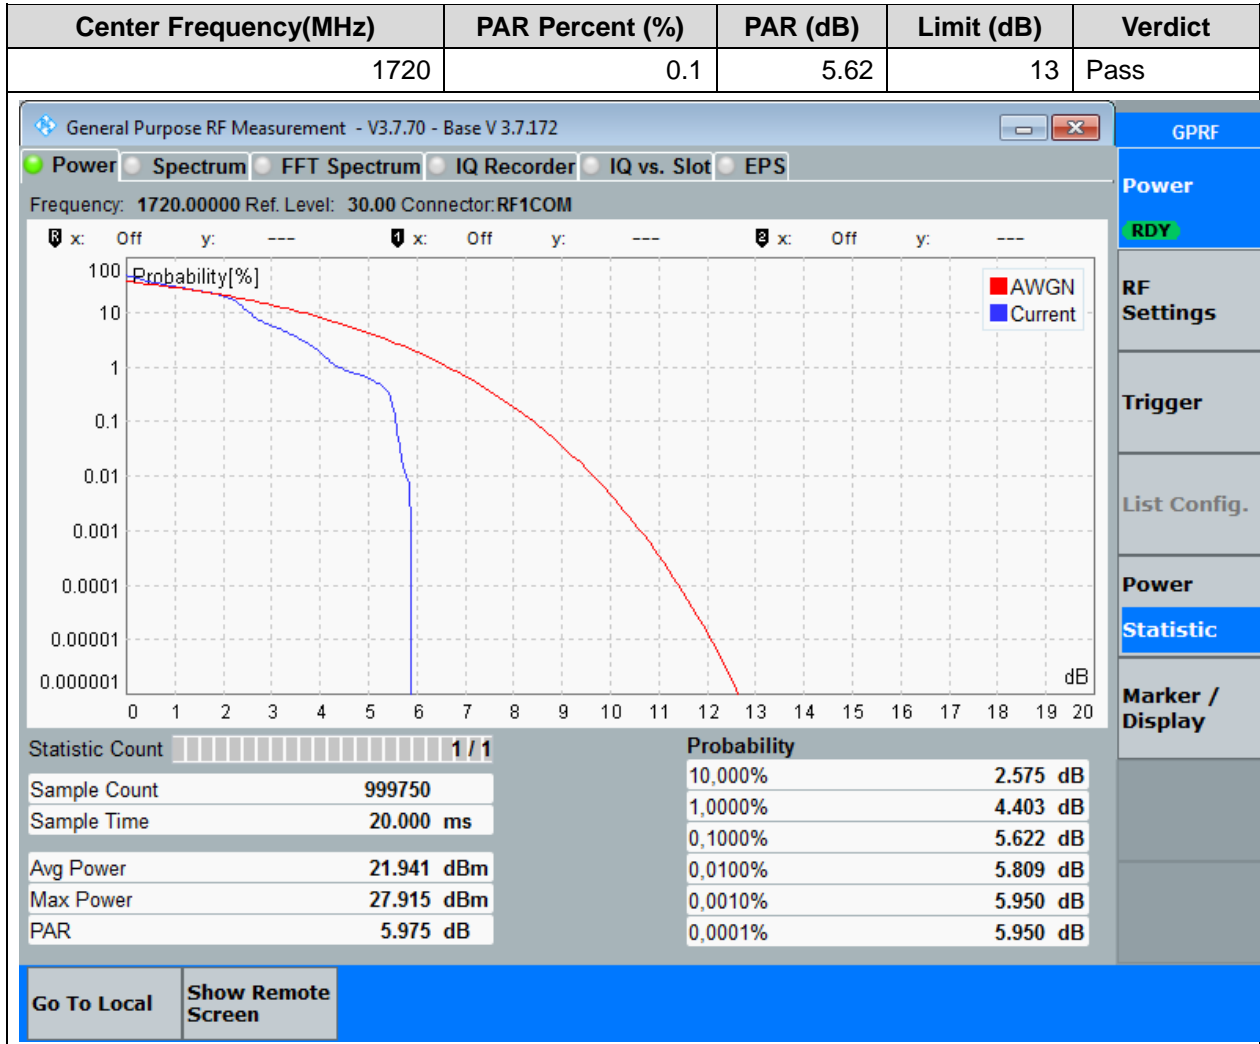 Center Frequency(MHz) PAR Percent (%) PAR (dB) Limit (dB) Verdict
1720 0.1 5.62 13 Pass
General Purpose RF Measurement - V3.7.70 - Base V 3.7.172
GPRF
Power Spectrum FFT Spectrum IQ Recorder IQ vs. Slot EPS
Power
RDY
Frequency: 1720.00000 Ref. Level: 30.00 Connector:RF1COM
R x: Off y: --- 1 x: Off y: --- 2 x: Off y: ---
Probability[%]
AWGN
Current
100
10
1
0.1
0.01
0.001
0.0001
0.00001
0.000001
dB
0 1 2 3 4 5 6 7 8 9 10 11 12 13 14 15 16 17 18 19 20
RF
Settings
Trigger
List Config.
Power
Statistic
Marker /
Display
Statistic Count 1 / 1
Sample Count 999750
Sample Time 20.000 ms
Avg Power 21.941 dBm
Max Power 27.915 dBm
PAR 5.975 dB
Probability
10,000% 2.575 dB
1,0000% 4.403 dB
0,1000% 5.622 dB
0,0100% 5.809 dB
0,0010% 5.950 dB
0,0001% 5.950 dB
Go To Local
Show Remote
Screen